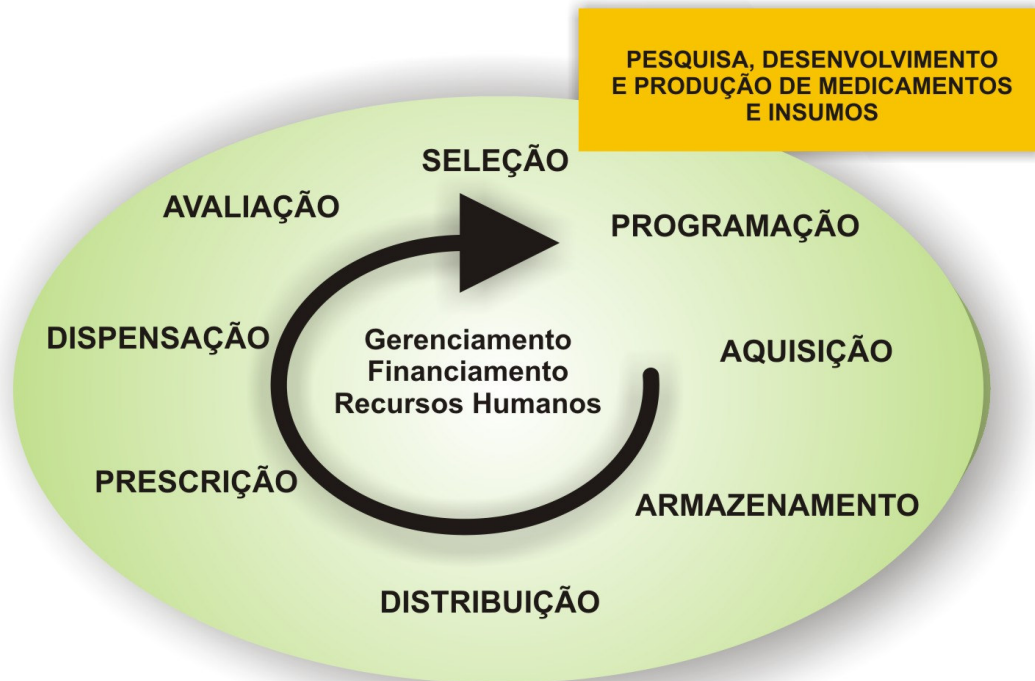 PESQUISA, DESENVOLVIMENTO
E PRODUÇÃO DE MEDICAMENTOS
E INSUMOS
SELEÇÃO
PROGRAMAÇÃO
AQUISIÇÃO
ARMAZENAMENTO
DISTRIBUIÇÃO
PRESCRIÇÃO
DISPENSAÇÃO
AVALIAÇÃO
Gerenciamento
Financiamento
Recursos Humanos